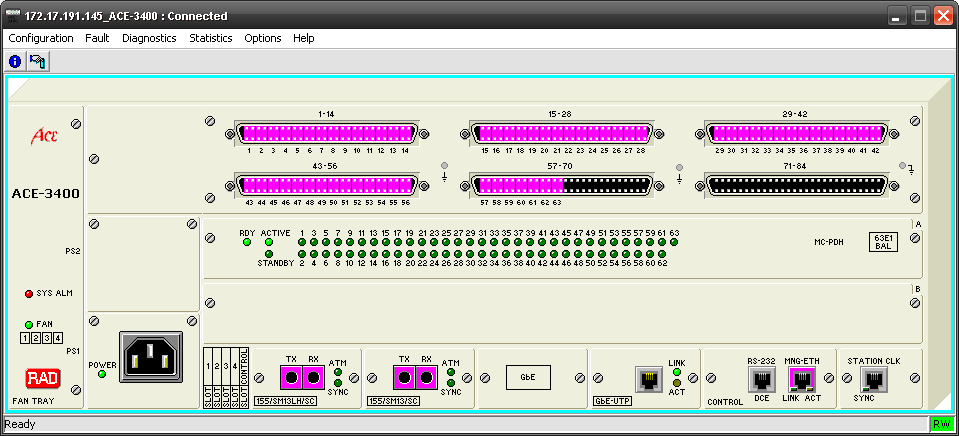 172.17.191.145_ACE-3400 : Connected
Configuration Fault Diagnostics Statistics Options Help
1-14 15-28 29-42
ACE
1 2 3 4 5 6 7 8 9 10 11 12 13 14 15 16 17 18 19 20 21 22 23 24 25 26 27 28 29 30 31 32 33 34 35 36 37 38 39 40 41 42
43-56 57-70 71-84
ACE-3400
43 44 45 46 47 48 49 50 51 52 53 54 55 56 57 58 59 60 61 62 63
A
RDY ACTIVE 1 3 5 7 9 11 13 15 17 19 21 23 25 27 29 31 33 35 37 39 41 43 45 47 49 51 53 55 57 59 61 63
MC-PDH 63E1 BAL
PS2
STANDBY 2 4 6 8 10 12 14 16 18 20 22 24 26 28 30 32 34 36 38 40 42 44 46 48 50 52 54 56 58 60 62
B
SYS ALM
FAN
1 2 3 4
PS1
POWER
RAD
FAN TRAY
SLOT 1
SLOT 2
SLOT 3
SLOT 4
SLOT CONTROL
TX RX ATM
SYNC
155/SM13LH/SC
TX RX ATM
SYNC
155/SM13/SC
GbE
LINK
ACT
GbE-UTP
RS-232 MNG-ETH
DCE LINK ACT
CONTROL
STATION CLK
SYNC
Ready RW